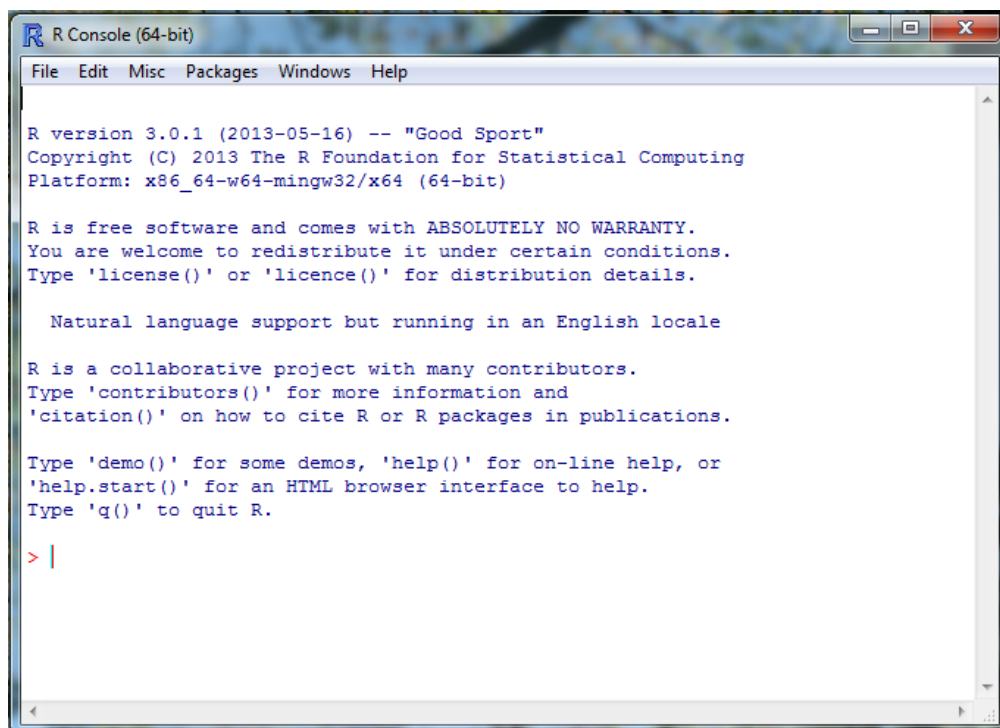 R Console (64-bit)
File Edit Misc Packages Windows Help
R version 3.0.1 (2013-05-16) -- "Good Sport"
Copyright (C) 2013 The R Foundation for Statistical Computing
Platform: x86_64-w64-mingw32/x64 (64-bit)
R is free software and comes with ABSOLUTELY NO WARRANTY.
You are welcome to redistribute it under certain conditions.
Type 'license()' or 'licence()' for distribution details.
Natural language support but running in an English locale
R is a collaborative project with many contributors.
Type 'contributors()' for more information and
'citation()' on how to cite R or R packages in publications.
Type 'demo()' for some demos, 'help()' for on-line help, or
'help.start()' for an HTML browser interface to help.
Type 'q()' to quit R.
>